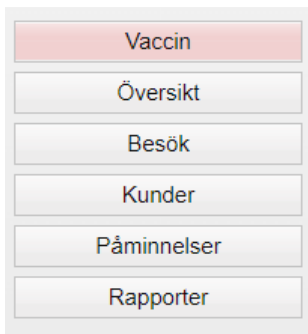 Vaccin
Översikt
Besök
Kunder
Påminnelser
Rapporter